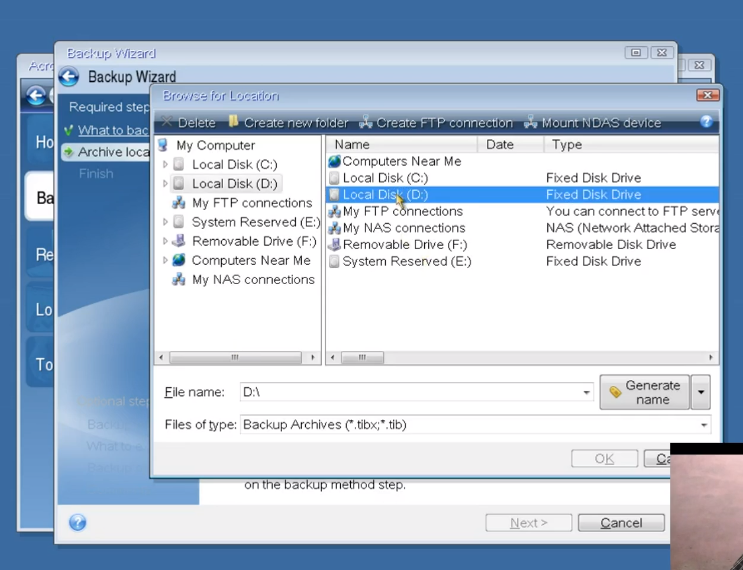 Backup Wizard
Acro
Backup Wizard
Browse for Location
Required step
Delete Create new folder Create FTP connection Mount NDAS device
What to bac
My Computer
Name Date Type
Ho
Archive loca
Local Disk (C:)
Computers Near Me
Finish
Local Disk (D:)
Local Disk (C:) Fixed Disk Drive
Ba
My FTP connections
Local Disk (D:) Fixed Disk Drive
System Reserved (E:)
My FTP connections You can connect to FTP serve
Removable Drive (F:)
My NAS connections NAS (Network Attached Stora
Re
Computers Near Me
Removable Drive (F:) Removable Disk Drive
My NAS connections
System Reserved (E:) Fixed Disk Drive
Lo
To
File name: D:\
Generate
name
Files of type: Backup Archives (*.tibx;*.tib)
OK Ca
on the backup method step.
Next > Cancel